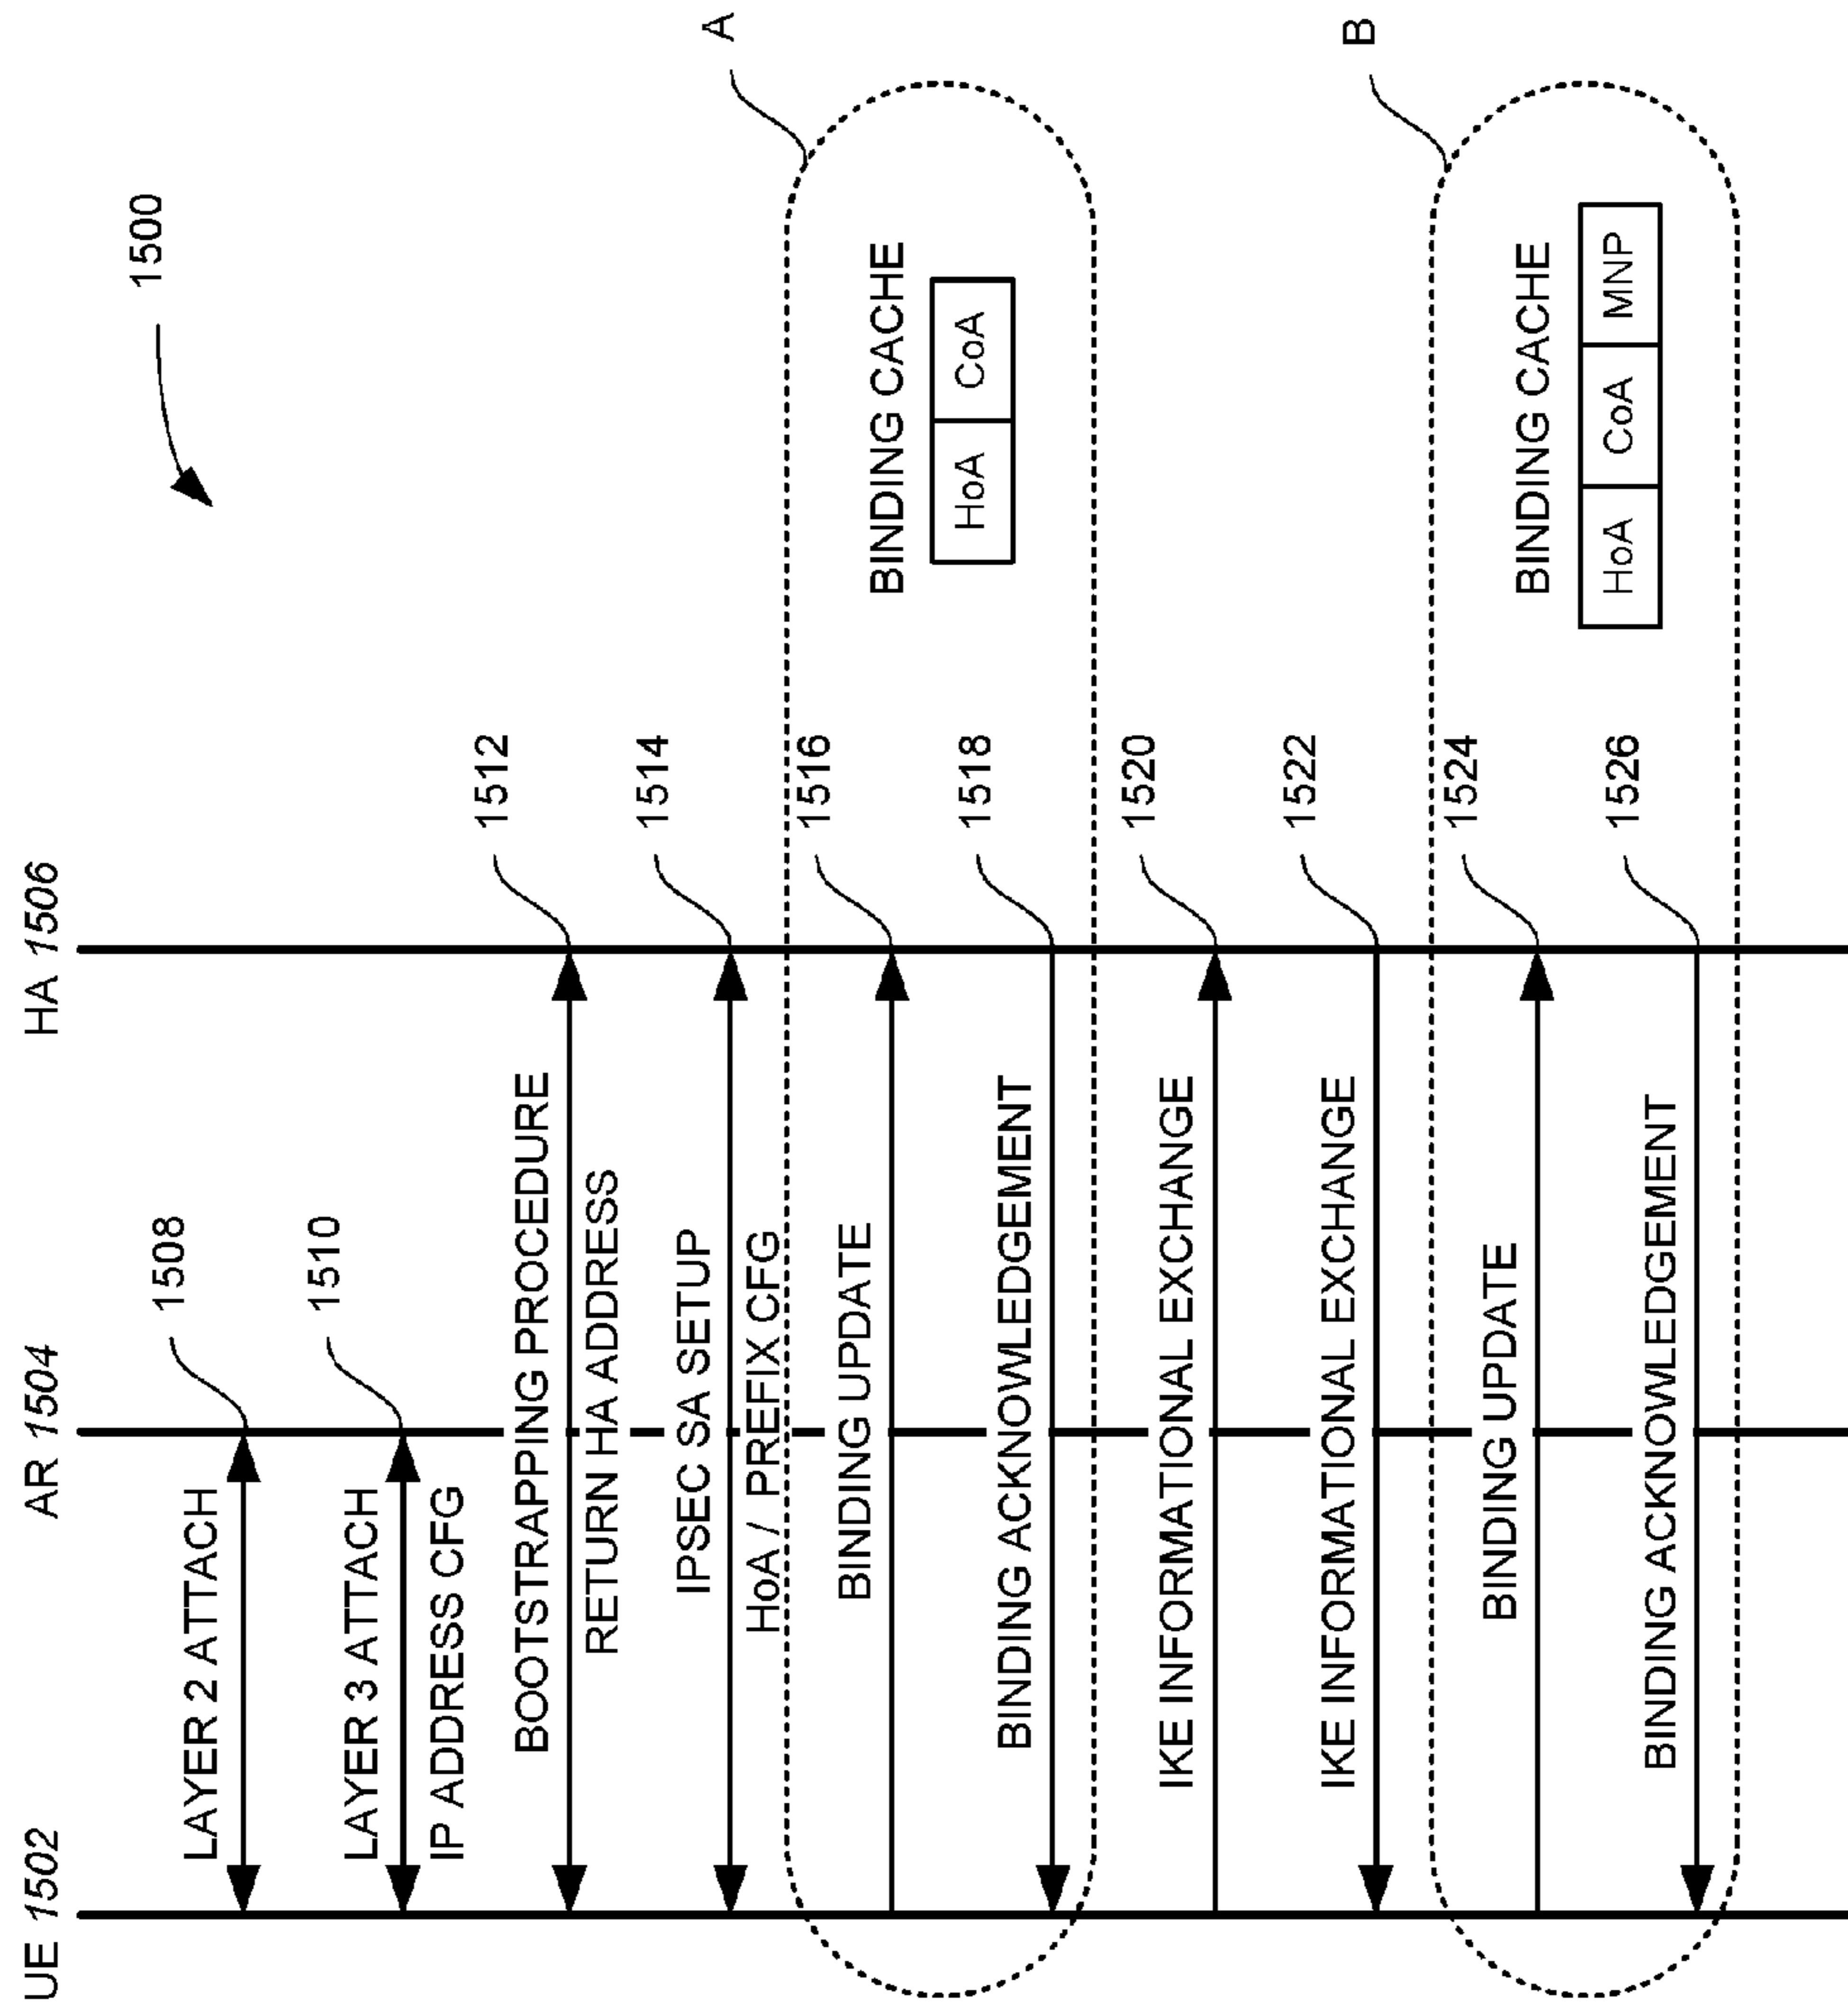 1500
UE 1502
AR 1504
HA 1506
LAYER 2 ATTACH
1508
LAYER 3 ATTACH
1510
IP ADDRESS CFG
BOOTSTRAPPING PROCEDURE
1512
RETURN HA ADDRESS
IPSEC SA SETUP
1514
HoA / PREFIX CFG
A
BINDING UPDATE
1516
BINDING CACHE
HoA
CoA
BINDING ACKNOWLEDGEMENT
1518
IKE INFORMATIONAL EXCHANGE
1520
IKE INFORMATIONAL EXCHANGE
1522
B
BINDING UPDATE
1524
BINDING CACHE
HoA
CoA
MNP
BINDING ACKNOWLEDGEMENT
1526